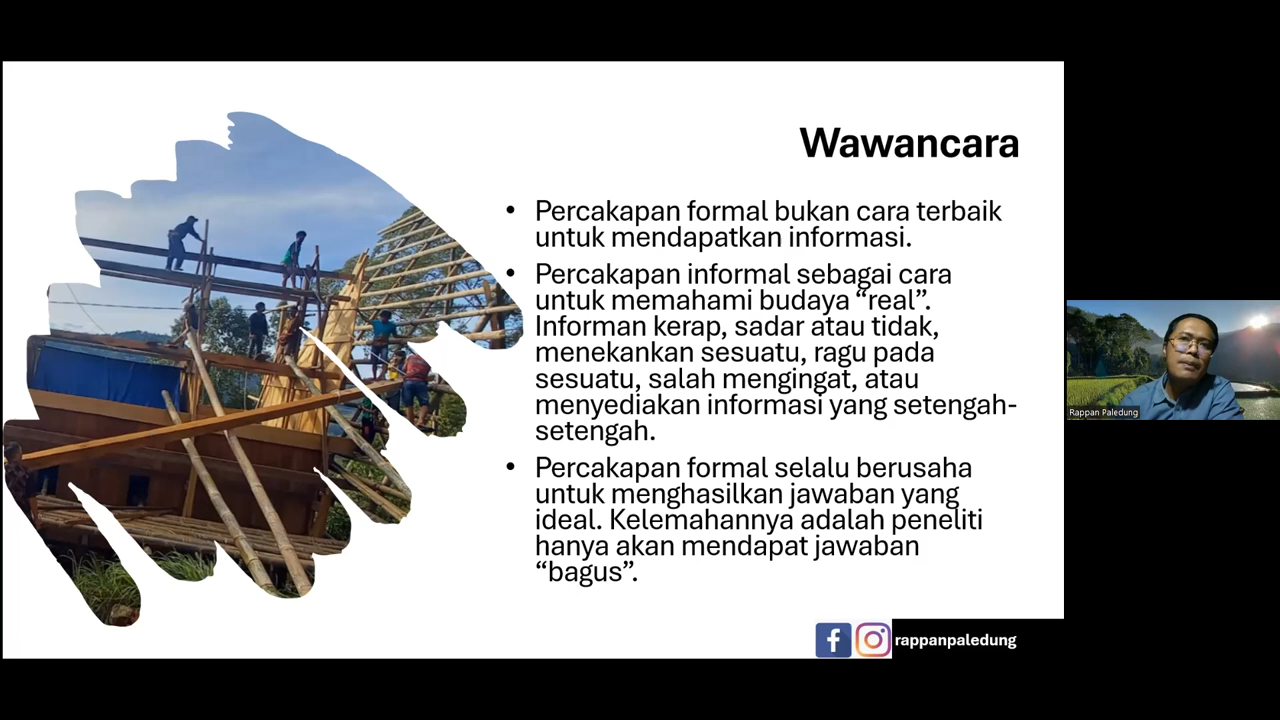 Wawancara
• Percakapan formal bukan cara terbaik
untuk mendapatkan informasi.
• Percakapan informal sebagai cara
untuk memahami budaya “real”.
Informan kerap, sadar atau tidak,
menekankan sesuatu, ragu pada
sesuatu, salah mengingat, atau
menyediakan informasi yang setengah-
setengah.
• Percakapan formal selalu berusaha
untuk menghasilkan jawaban yang
ideal. Kelemahannya adalah peneliti
hanya akan mendapat jawaban
“bagus”.
rappanpaledung
Rappan Paledung